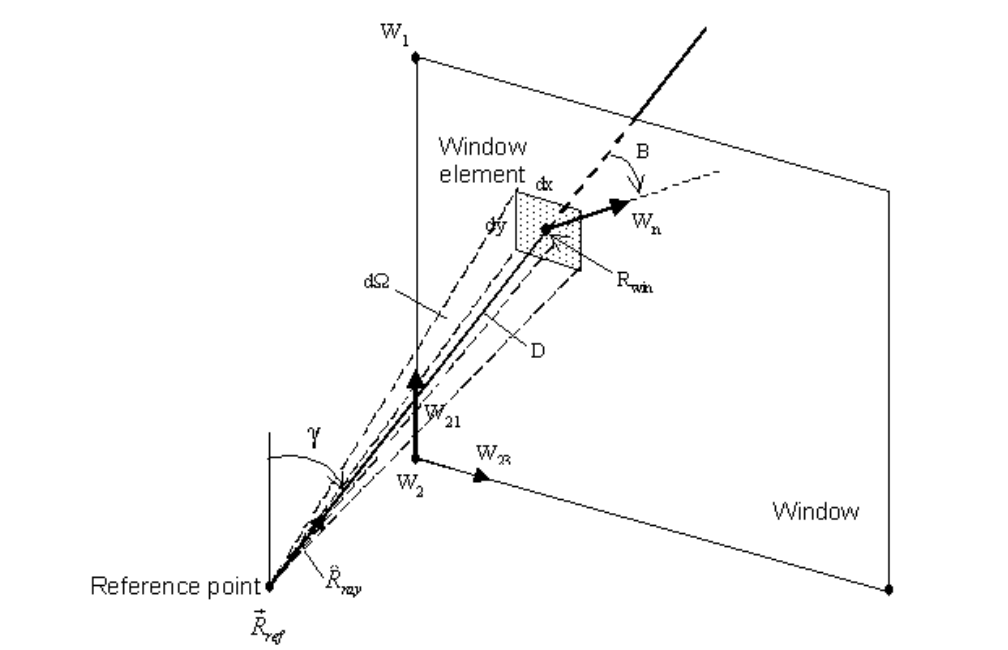 W1
Window
element
B
dx
dy
Wn
Rwin
dΩ
D
W21
γ
W23
W2
Window
R̂ray
Reference point
R⃗ref